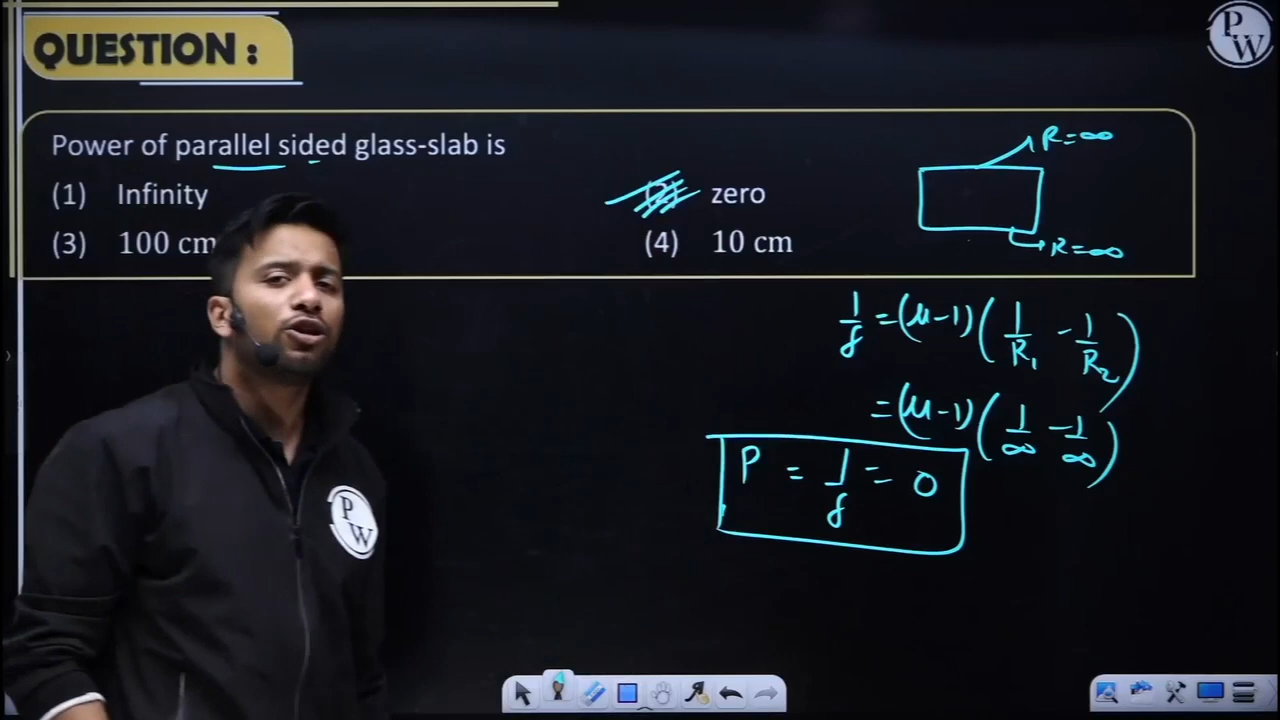 QUESTION :
PW
Power of parallel sided glass-slab is
(1) Infinity
(2) zero
(3) 100 cm
(4) 10 cm
R=∞
R=∞
1/f = (μ-1)(1/R₁ - 1/R₂)
= (μ-1)(1/∞ - 1/∞)
P = 1/f = 0
PW